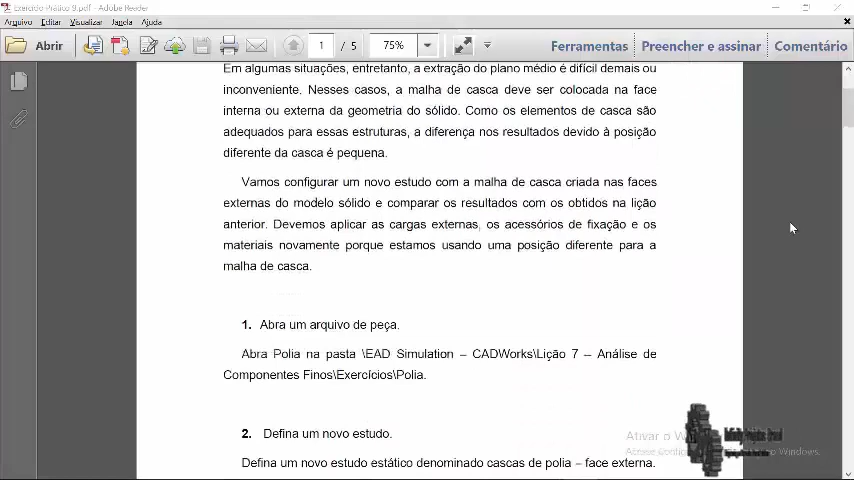 Exercício Prático 9.pdf - Adobe Reader
Arquivo Editar Visualizar Janela Ajuda
Abrir 1 / 5 75% Ferramentas Preencher e assinar Comentário
Em algumas situações, entretanto, a extração do plano médio é difícil demais ou
inconveniente. Nesses casos, a malha de casca deve ser colocada na face
interna ou externa da geometria do sólido. Como os elementos de casca são
adequados para essas estruturas, a diferença nos resultados devido à posição
diferente da casca é pequena.
Vamos configurar um novo estudo com a malha de casca criada nas faces
externas do modelo sólido e comparar os resultados com os obtidos na lição
anterior. Devemos aplicar as cargas externas, os acessórios de fixação e os
materiais novamente porque estamos usando uma posição diferente para a
malha de casca.
1. Abra um arquivo de peça.
Abra Polia na pasta \EAD Simulation – CADWorks\Lição 7 – Análise de
Componentes Finos\Exercícios\Polia.
2. Defina um novo estudo.
Ativar o
Defina um novo estudo estático denominado cascas de polia – face externa.
Windows.